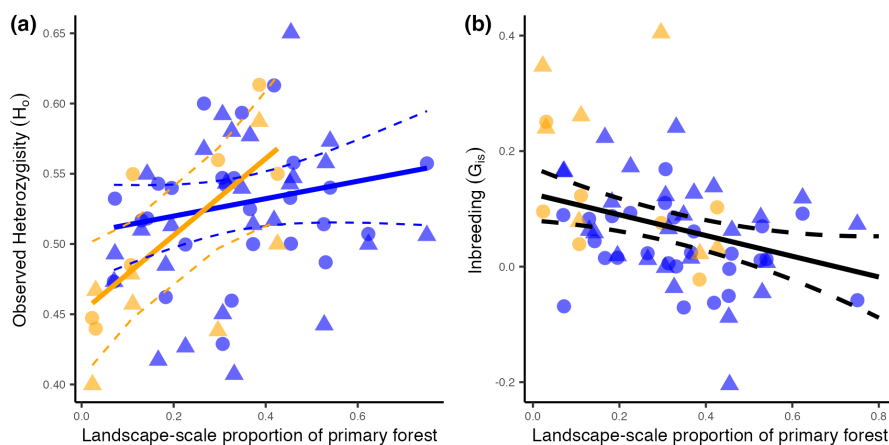 (a)
Observed Heterozygisity (Hₒ)
0.65
0.60
0.55
0.50
0.45
0.40
0.0 0.2 0.4 0.6
Landscape-scale proportion of primary forest
(b)
Inbreeding (Gᵢₛ)
0.4
0.2
0.0
-0.2
0.0 0.2 0.4 0.6 0.8
Landscape-scale proportion of primary forest